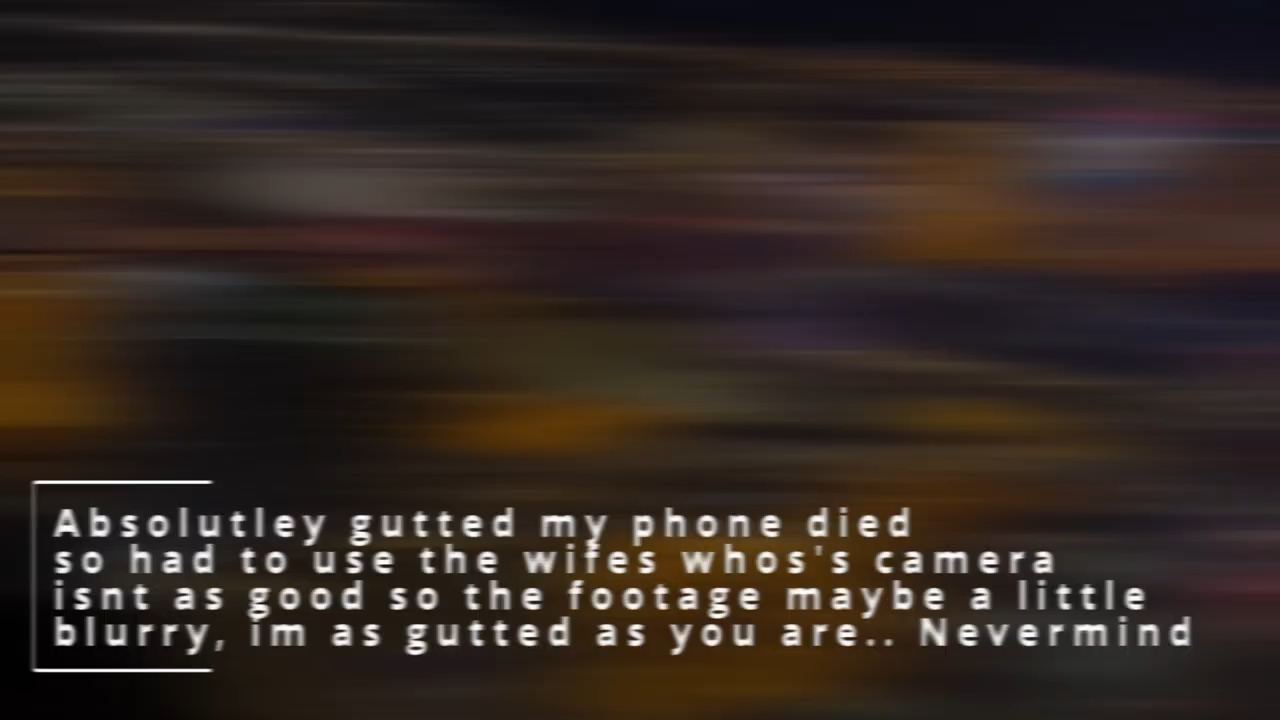 Absolutley gutted my phone died
so had to use the wifes whos's camera
isnt as good so the footage maybe a little
blurry, im as gutted as you are.. Nevermind